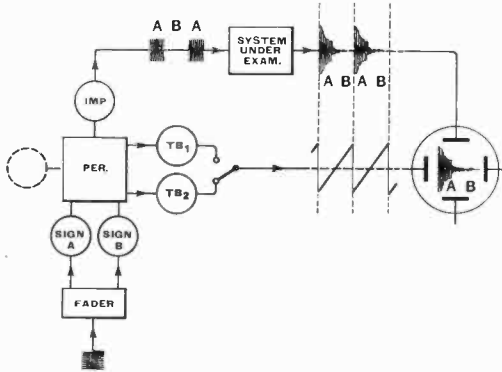 A B A
SYSTEM
UNDER
EXAM.
A B A B
IMP
PER.
TB1
TB2
A B
SIGN
A
SIGN
B
FADER